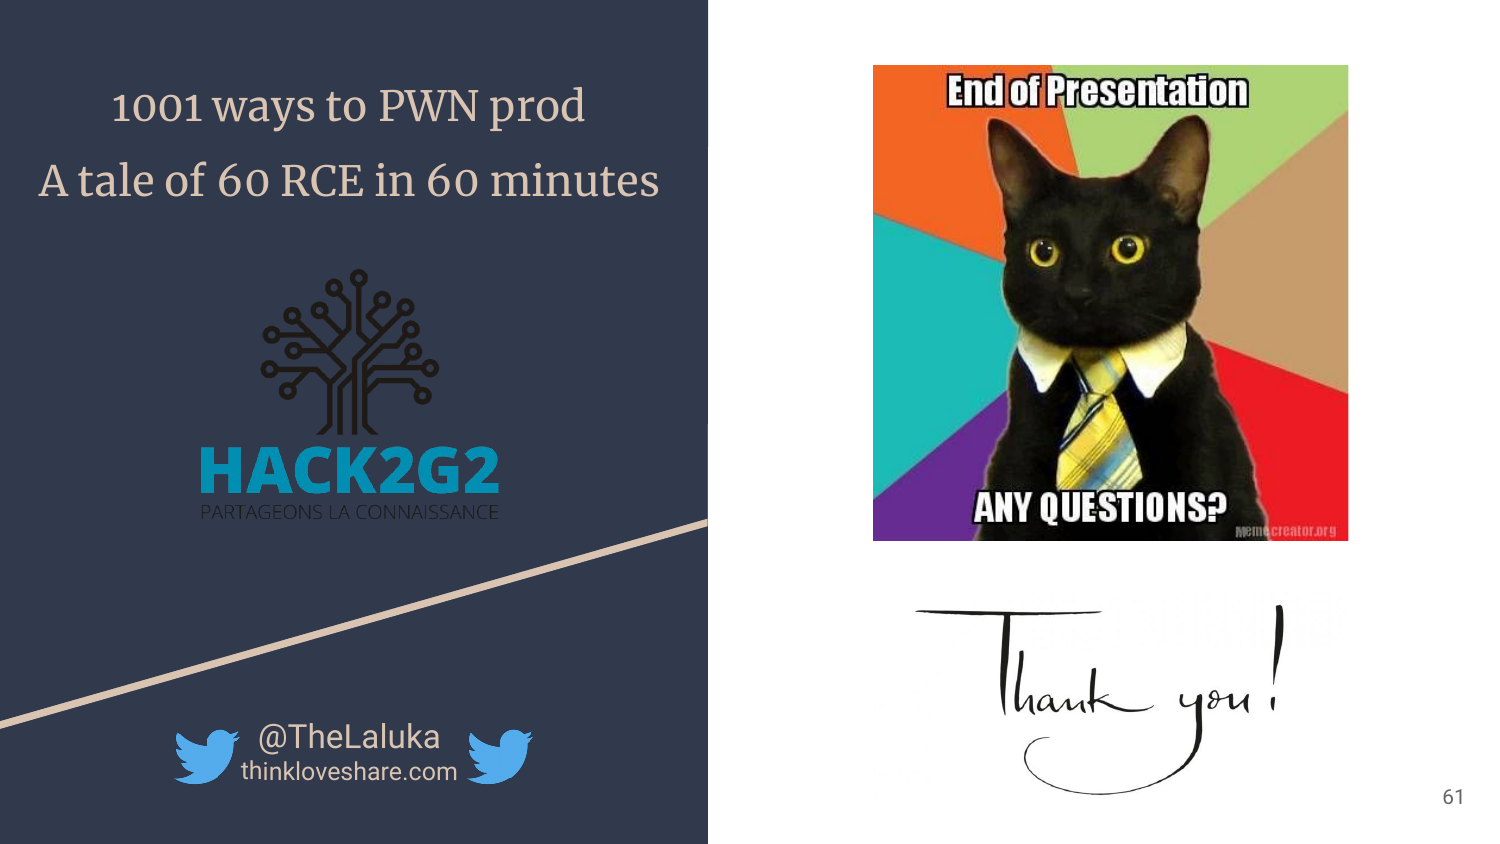 1001 ways to PWN prod
A tale of 60 RCE in 60 minutes
HACK2G2
PARTAGEONS LA CONNAISSANCE
@TheLaluka
thinkloveshare.com
End of Presentation
ANY QUESTIONS?
Memecreator.org
Thank you!
61